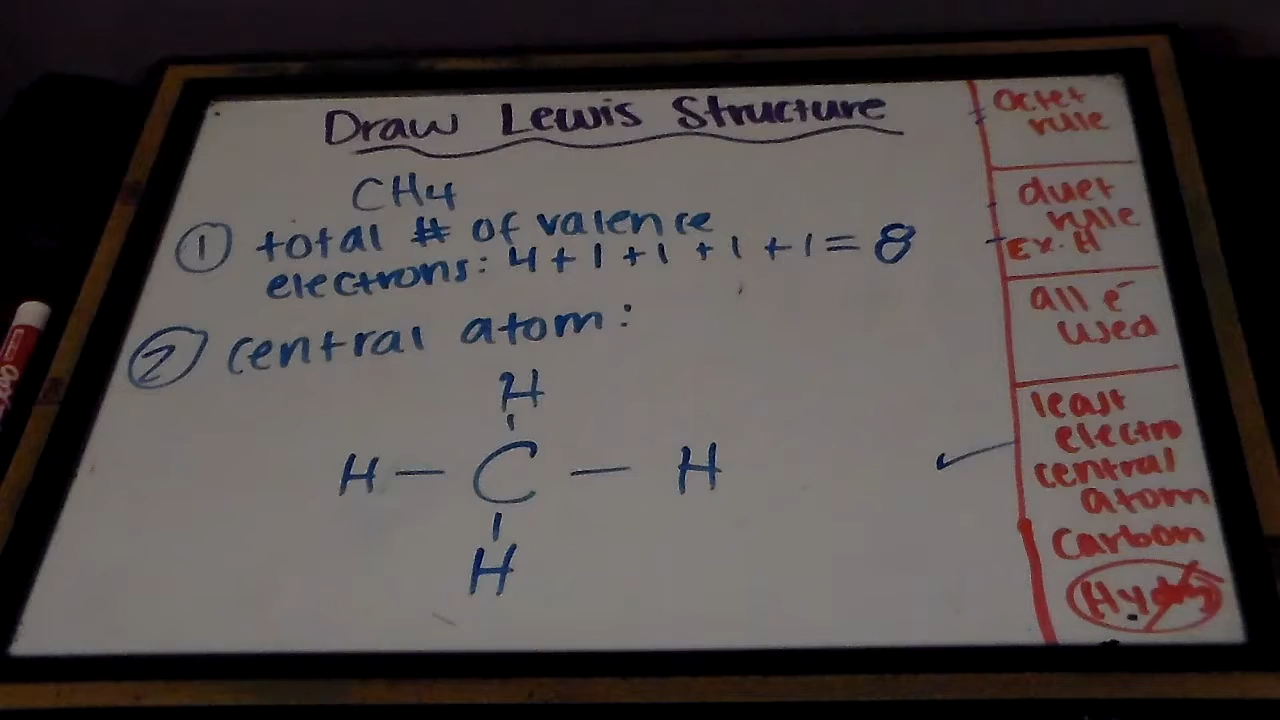 Draw Lewis Structure
CH4
① total # of valence
electrons: 4+1+1+1+1=8
② central atom:
H
H — C — H
H
Octet
rule
duet
rule
Ex. H
all e⁻
used
least
electro
central
atom
Carbon